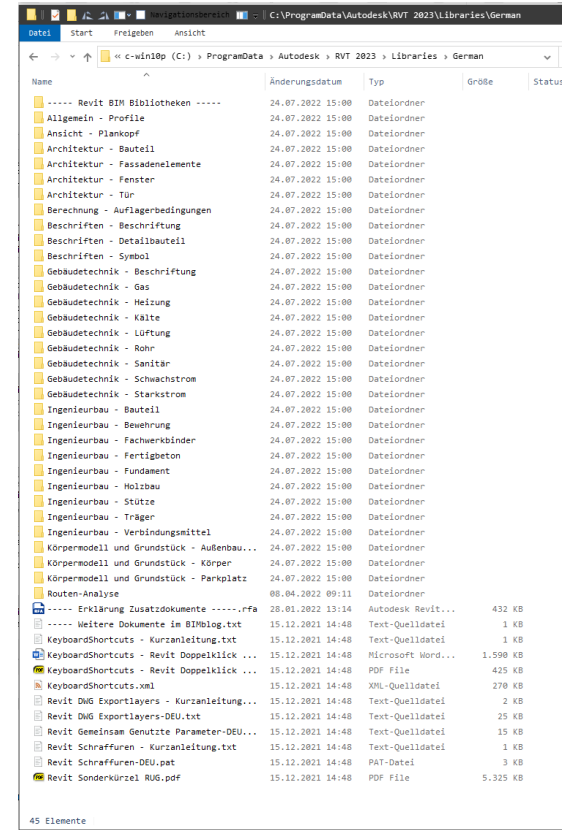 Navigationsbereich C:\ProgramData\Autodesk\RVT 2023\Libraries\German
Datei Start Freigeben Ansicht
« c-win10p (C:) › ProgramData › Autodesk › RVT 2023 › Libraries › German
Name Änderungsdatum Typ Größe Status
----- Revit BIM Bibliotheken ----- 24.07.2022 15:00 Dateiordner
Allgemein - Profile 24.07.2022 15:00 Dateiordner
Ansicht - Plankopf 24.07.2022 15:00 Dateiordner
Architektur - Bauteil 24.07.2022 15:00 Dateiordner
Architektur - Fassadenelemente 24.07.2022 15:00 Dateiordner
Architektur - Fenster 24.07.2022 15:00 Dateiordner
Architektur - Tür 24.07.2022 15:00 Dateiordner
Berechnung - Auflagerbedingungen 24.07.2022 15:00 Dateiordner
Beschriften - Beschriftung 24.07.2022 15:00 Dateiordner
Beschriften - Detailbauteil 24.07.2022 15:00 Dateiordner
Beschriften - Symbol 24.07.2022 15:00 Dateiordner
Gebäudetechnik - Beschriftung 24.07.2022 15:00 Dateiordner
Gebäudetechnik - Gas 24.07.2022 15:00 Dateiordner
Gebäudetechnik - Heizung 24.07.2022 15:00 Dateiordner
Gebäudetechnik - Kälte 24.07.2022 15:00 Dateiordner
Gebäudetechnik - Lüftung 24.07.2022 15:00 Dateiordner
Gebäudetechnik - Rohr 24.07.2022 15:00 Dateiordner
Gebäudetechnik - Sanitär 24.07.2022 15:00 Dateiordner
Gebäudetechnik - Schwachstrom 24.07.2022 15:00 Dateiordner
Gebäudetechnik - Starkstrom 24.07.2022 15:00 Dateiordner
Ingenieurbau - Bauteil 24.07.2022 15:00 Dateiordner
Ingenieurbau - Bewehrung 24.07.2022 15:00 Dateiordner
Ingenieurbau - Fachwerkbinder 24.07.2022 15:00 Dateiordner
Ingenieurbau - Fertigbeton 24.07.2022 15:00 Dateiordner
Ingenieurbau - Fundament 24.07.2022 15:00 Dateiordner
Ingenieurbau - Holzbau 24.07.2022 15:00 Dateiordner
Ingenieurbau - Stütze 24.07.2022 15:00 Dateiordner
Ingenieurbau - Träger 24.07.2022 15:00 Dateiordner
Ingenieurbau - Verbindungsmittel 24.07.2022 15:00 Dateiordner
Körpermodell und Grundstück - Außenbau... 24.07.2022 15:00 Dateiordner
Körpermodell und Grundstück - Körper 24.07.2022 15:00 Dateiordner
Körpermodell und Grundstück - Parkplatz 24.07.2022 15:00 Dateiordner
Routen-Analyse 08.04.2022 09:11 Dateiordner
----- Erklärung Zusatzdokumente -----.rfa 28.01.2022 13:14 Autodesk Revit... 432 KB
----- Weitere Dokumente im BIMblog.txt 15.12.2021 14:48 Text-Quelldatei 1 KB
KeyboardShortcuts - Kurzanleitung.txt 15.12.2021 14:48 Text-Quelldatei 1 KB
KeyboardShortcuts - Revit Doppelklick ... 15.12.2021 14:48 Microsoft Word... 1.590 KB
KeyboardShortcuts - Revit Doppelklick ... 15.12.2021 14:48 PDF File 425 KB
KeyboardShortcuts.xml 15.12.2021 14:48 XML-Quelldatei 270 KB
Revit DWG Exportlayers - Kurzanleitung... 15.12.2021 14:48 Text-Quelldatei 2 KB
Revit DWG Exportlayers-DEU.txt 15.12.2021 14:48 Text-Quelldatei 25 KB
Revit Gemeinsam Genutzte Parameter-DEU... 15.12.2021 14:48 Text-Quelldatei 15 KB
Revit Schraffuren - Kurzanleitung.txt 15.12.2021 14:48 Text-Quelldatei 1 KB
Revit Schraffuren-DEU.pat 15.12.2021 14:48 PAT-Datei 3 KB
Revit Sonderkürzel RUG.pdf 15.12.2021 14:48 PDF File 5.325 KB
45 Elemente